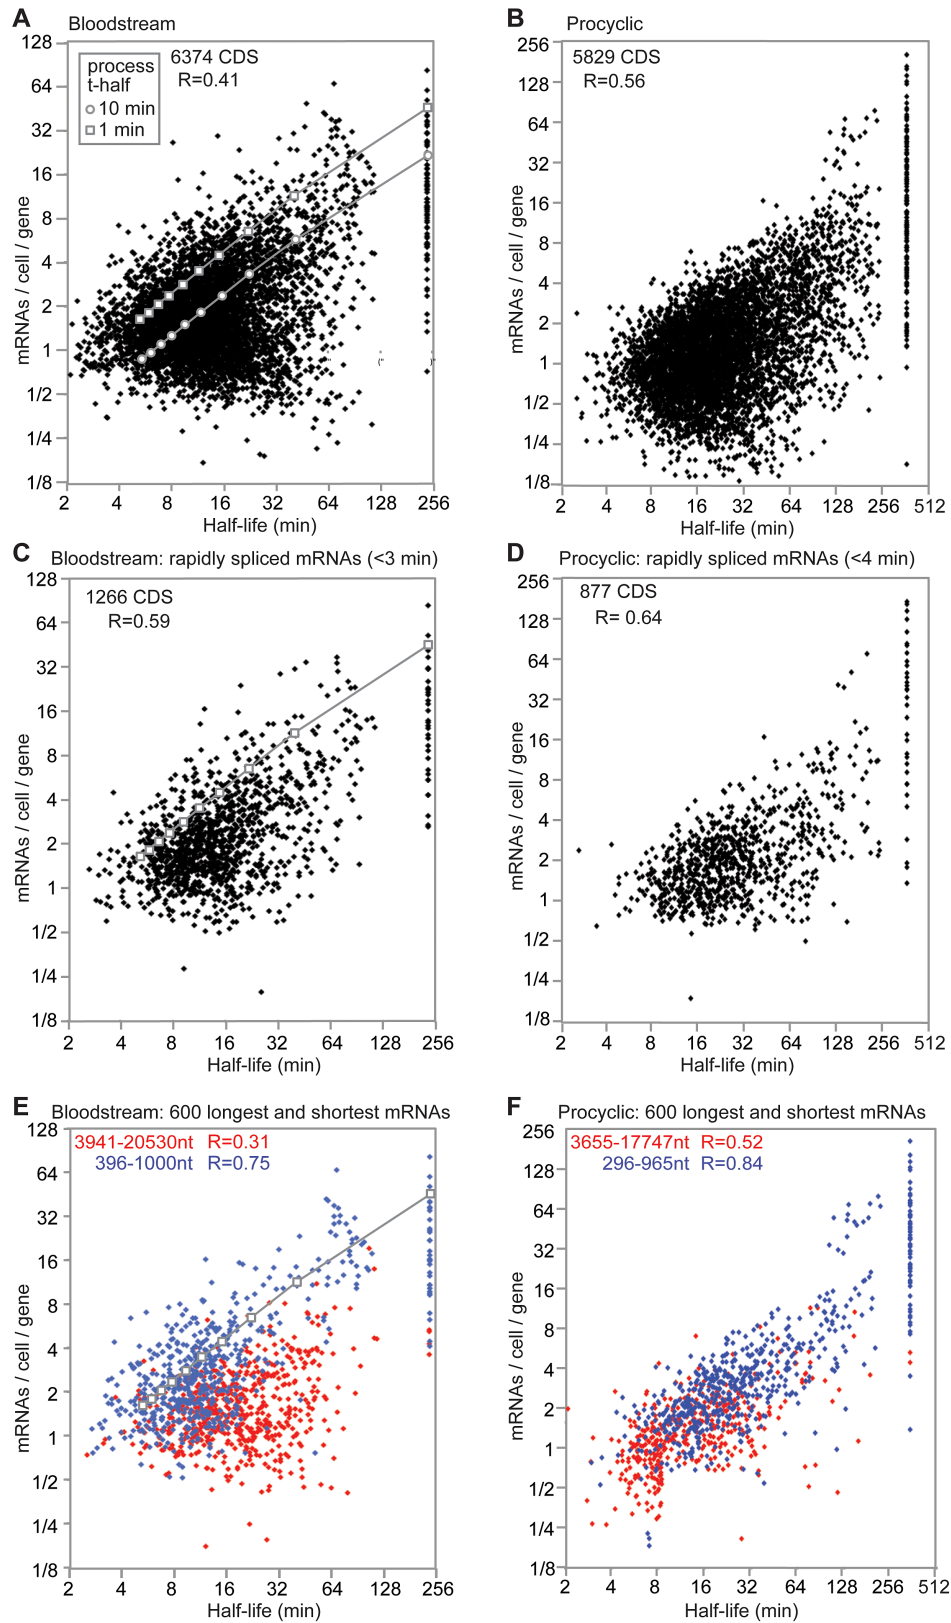 A Bloodstream
128
64
32
16
8
4
2
1
1/2
1/4
1/8
mRNAs / cell / gene
process
t-half
10 min
1 min
6374 CDS
R=0.41
2 4 8 16 32 64 128 256
Half-life (min)
B Procyclic
256
128
64
32
16
8
4
2
1
1/2
1/4
1/8
mRNAs / cell / gene
5829 CDS
R=0.56
2 4 8 16 32 64 128 256 512
Half-life (min)
C Bloodstream: rapidly spliced mRNAs (<3 min)
128
64
32
16
8
4
2
1
1/2
1/4
1/8
mRNAs / cell / gene
1266 CDS
R=0.59
2 4 8 16 32 64 128 256
Half-life (min)
D Procyclic: rapidly spliced mRNAs (<4 min)
256
128
64
32
16
8
4
2
1
1/2
1/4
1/8
mRNAs / cell / gene
877 CDS
R= 0.64
2 4 8 16 32 64 128 256 512
Half-life (min)
E Bloodstream: 600 longest and shortest mRNAs
128
64
32
16
8
4
2
1
1/2
1/4
1/8
mRNAs / cell / gene
3941-20530nt R=0.31
396-1000nt R=0.75
2 4 8 16 32 64 128 256
Half-life (min)
F Procyclic: 600 longest and shortest mRNAs
256
128
64
32
16
8
4
2
1
1/2
1/4
1/8
mRNAs / cell / gene
3655-17747nt R=0.52
296-965nt R=0.84
2 4 8 16 32 64 128 256 512
Half-life (min)